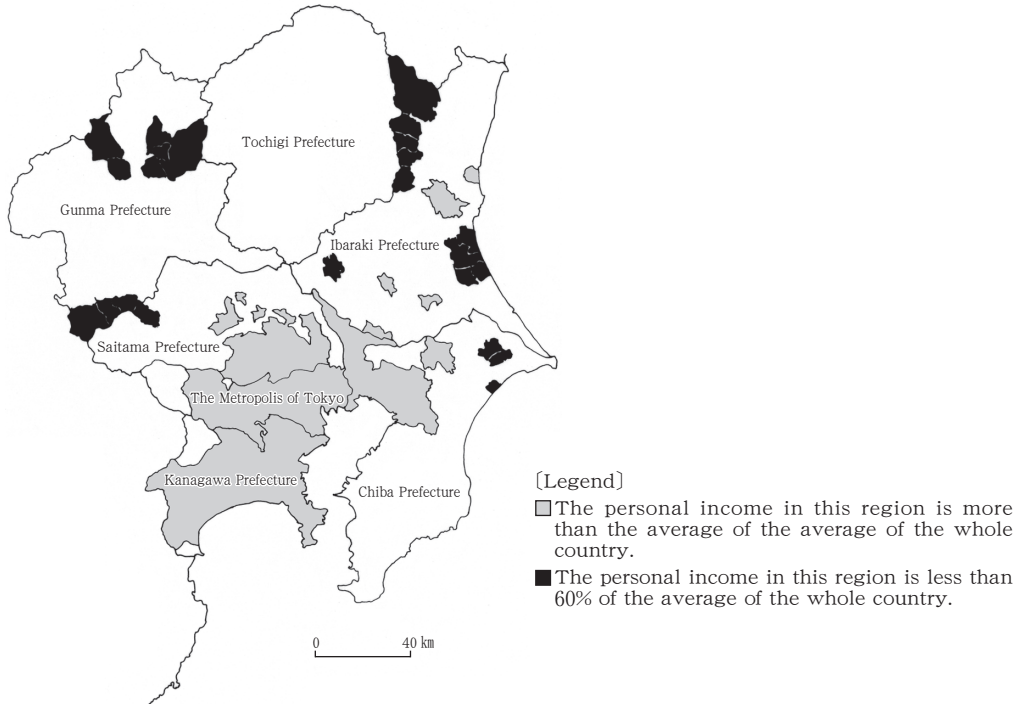 Tochigi Prefecture
Gunma Prefecture
Ibaraki Prefecture
Saitama Prefecture
The Metropolis of Tokyo
Kanagawa Prefecture
Chiba Prefecture
〔Legend〕
The personal income in this region is more
than the average of the average of the whole
country.
The personal income in this region is less than
60% of the average of the whole country.
0 40 ㎞